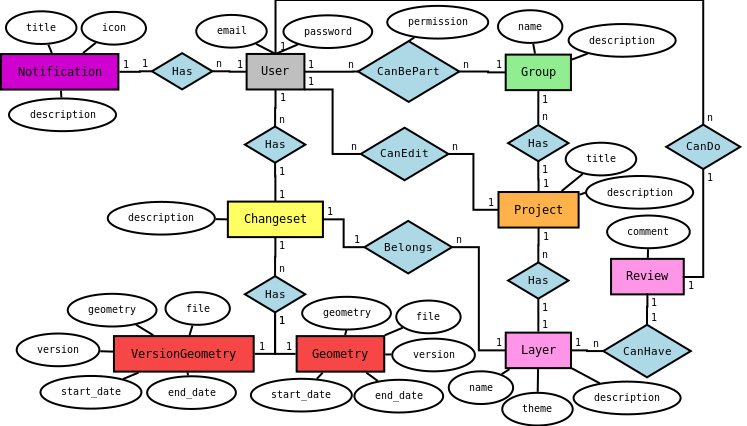 permission
title
icon
email
password
name
description
1
Notification
1
1
Has
n
1
User
1
n
CanBePart
n
1
Group
1
1
description
1
n
Has
1
1
n
CanEdit
n
1
n
Has
1
1
title
description
n
CanDo
1
description
Changeset
1
1
Project
1
comment
1
1
Belongs
n
n
Has
1
n
Has
1
1
Review
1
1
geometry
file
geometry
file
version
VersionGeometry
1
1
Geometry
version
1
Layer
1
n
CanHave
1
start_date
end_date
start_date
end_date
name
theme
description